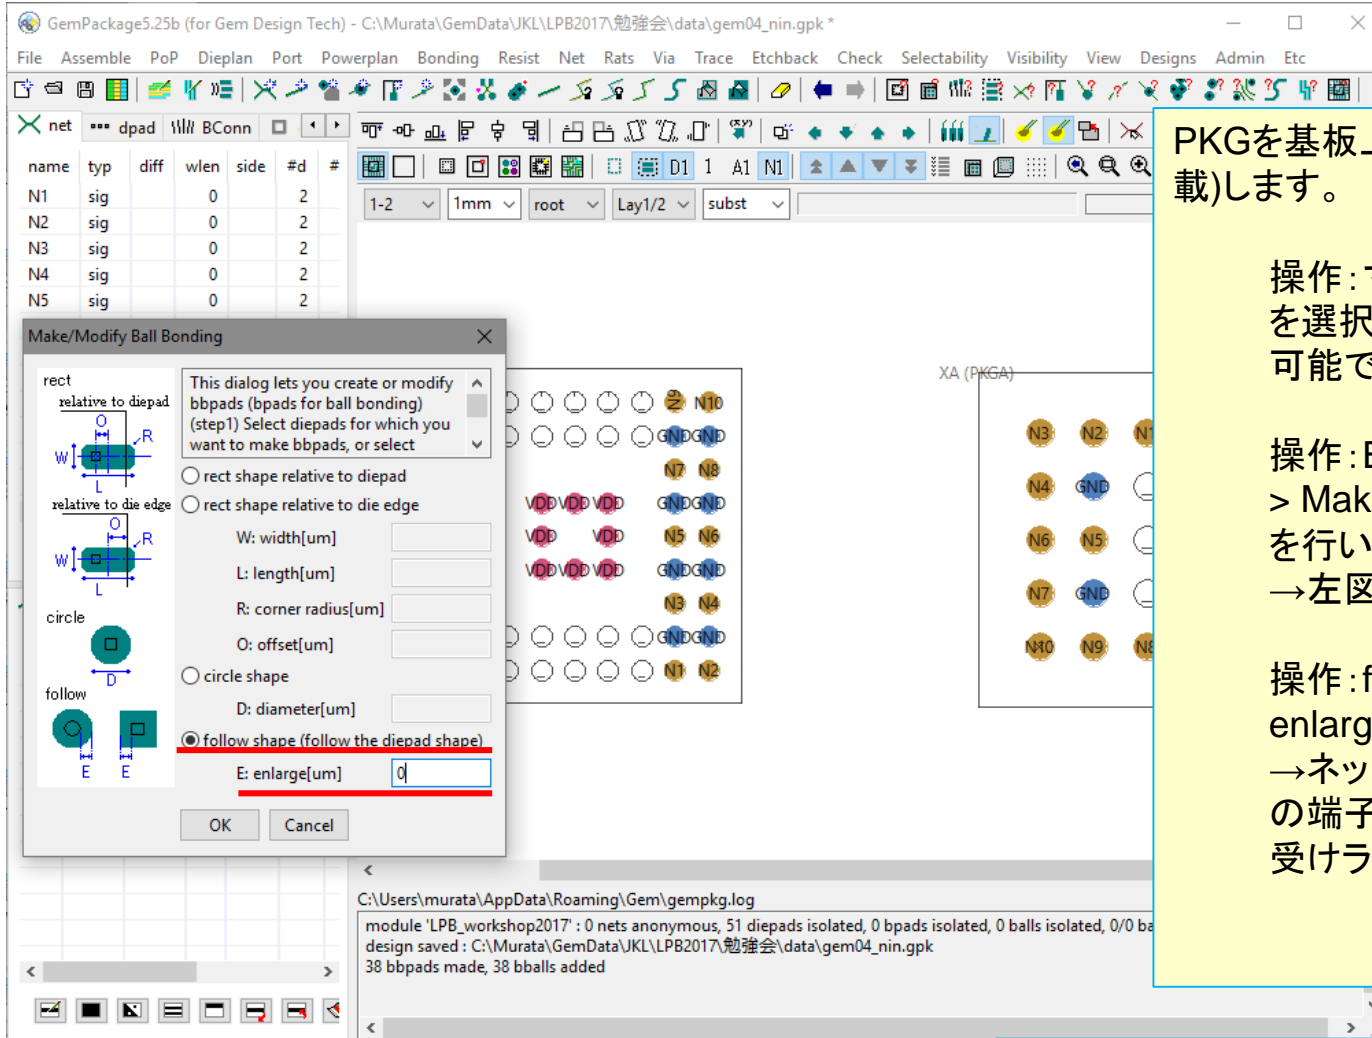 GemPackage5.25b (for Gem Design Tech) - C:\Murata\GemData\JKL\LPB2017\勉強会\data\gem04_nin.gpk *
File Assemble PoP Dieplan Port Powerplan Bonding Resist Net Rats Via Trace Etchback Check Selectability Visibility View Designs Admin Etc
net dpad BConn
name typ diff wlen side #d #
N1 sig 0 2
N2 sig 0 2
N3 sig 0 2
N4 sig 0 2
N5 sig 0 2
D1 1 A1 N1
1-2 1mm root Lay1/2 subst
Make/Modify Ball Bonding
rect
relative to diepad
O
R
W
L
relative to die edge
O
R
W
L
circle
D
follow
E E
This dialog lets you create or modify
bbpads (bpads for ball bonding)
(step1) Select diepads for which you
want to make bbpads, or select
rect shape relative to diepad
rect shape relative to die edge
W: width[um]
L: length[um]
R: corner radius[um]
O: offset[um]
circle shape
D: diameter[um]
follow shape (follow the diepad shape)
E: enlarge[um] 0
OK Cancel
N9 N10
GND GND
N7 N8
VDD VDD VDD GND GND
VDD VDD N5 N6
VDD VDD VDD GND GND
N3 N4
GND GND
N1 N2
XA (PKGA)
N3 N2 N1
N4 GND
N6 N5
N7 GND
N10 N9 N8
PKGを基板上
載)します。
操作:マ
を選択
可能で
操作:B
> Mak
を行い
→左図
操作:f
enlarg
→ネッ
の端子
受けラ
C:\Users\murata\AppData\Roaming\Gem\gempkg.log
module 'LPB_workshop2017' : 0 nets anonymous, 51 diepads isolated, 0 bpads isolated, 0 balls isolated, 0/0 ba
design saved : C:\Murata\GemData\JKL\LPB2017\勉強会\data\gem04_nin.gpk
38 bbpads made, 38 bballs added